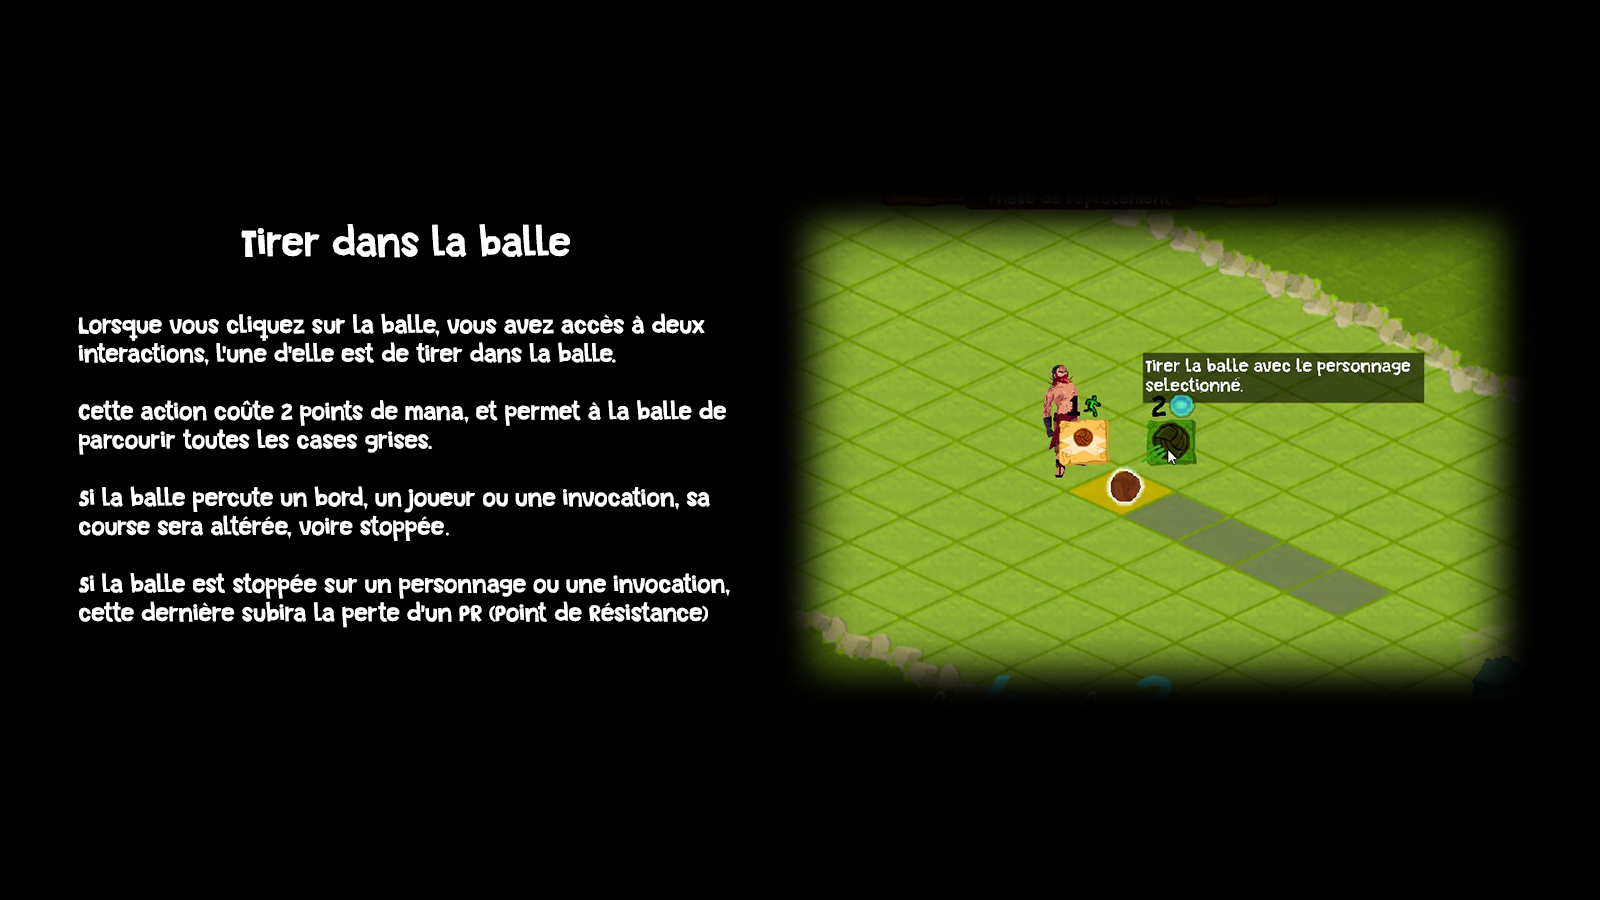 Phase de Déplacement
Tirer dans la balle
Lorsque vous cliquez sur la balle, vous avez accès à deux
interactions, l'une d'elle est de tirer dans la balle.
Cette action coûte 2 points de mana, et permet à la balle de
parcourir toutes les cases grises.
Si la balle percute un bord, un joueur ou une invocation, sa
course sera altérée, voire stoppée.
Si la balle est stoppée sur un personnage ou une invocation,
cette dernière subira la perte d'un PR (Point de Résistance)
Tirer la balle avec le personnage
selectionné.
1
2